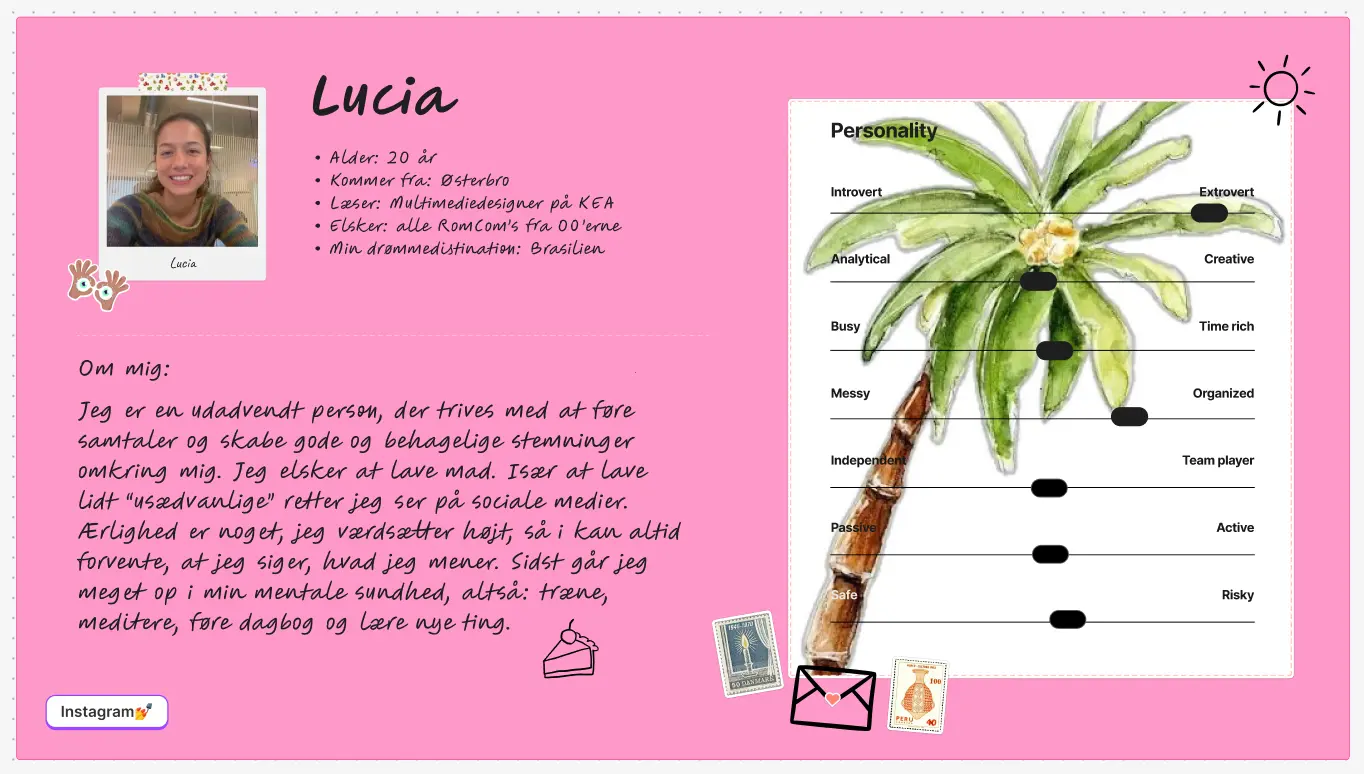 Lucia
Alder: 20 år
Kommer fra: Østerbro
Læser: Multimediedesigner på KEA
Elsker: alle RomCom's fra 00'erne
Min drømmedistination: Brasilien
Lucia
Om mig:
Jeg er en udadvendt person, der trives med at føre
samtaler og skabe gode og behagelige stemninger
omkring mig. Jeg elsker at lave mad. Især at lave
lidt “usædvanlige” retter jeg ser på sociale medier.
Ærlighed er noget, jeg værdsætter højt, så i kan altid
forvente, at jeg siger, hvad jeg mener. Sidst går jeg
meget op i min mentale sundhed, altså: træne,
meditere, føre dagbog og lære nye ting.
Instagram💅
Personality
Introvert Extrovert
Analytical Creative
Busy Time rich
Messy Organized
Independent Team player
Passive Active
Safe Risky
50 DANMARK
100
PERU 40